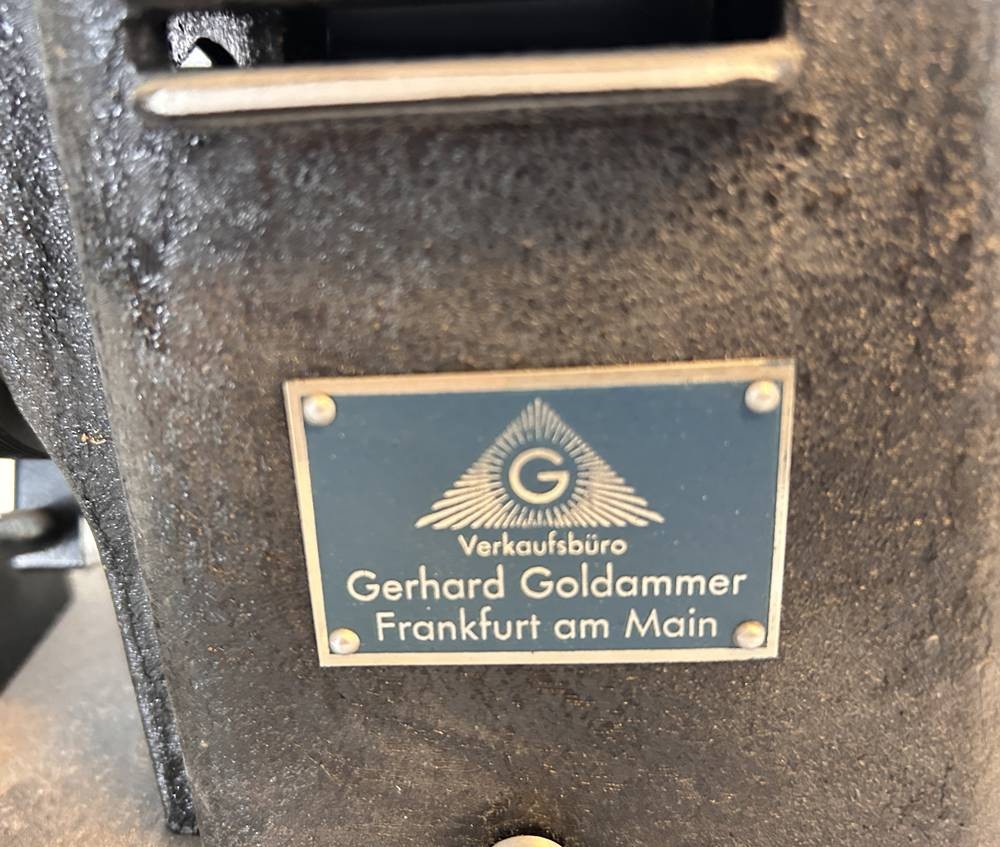 G
Verkaufsbüro
Gerhard Goldammer
Frankfurt am Main